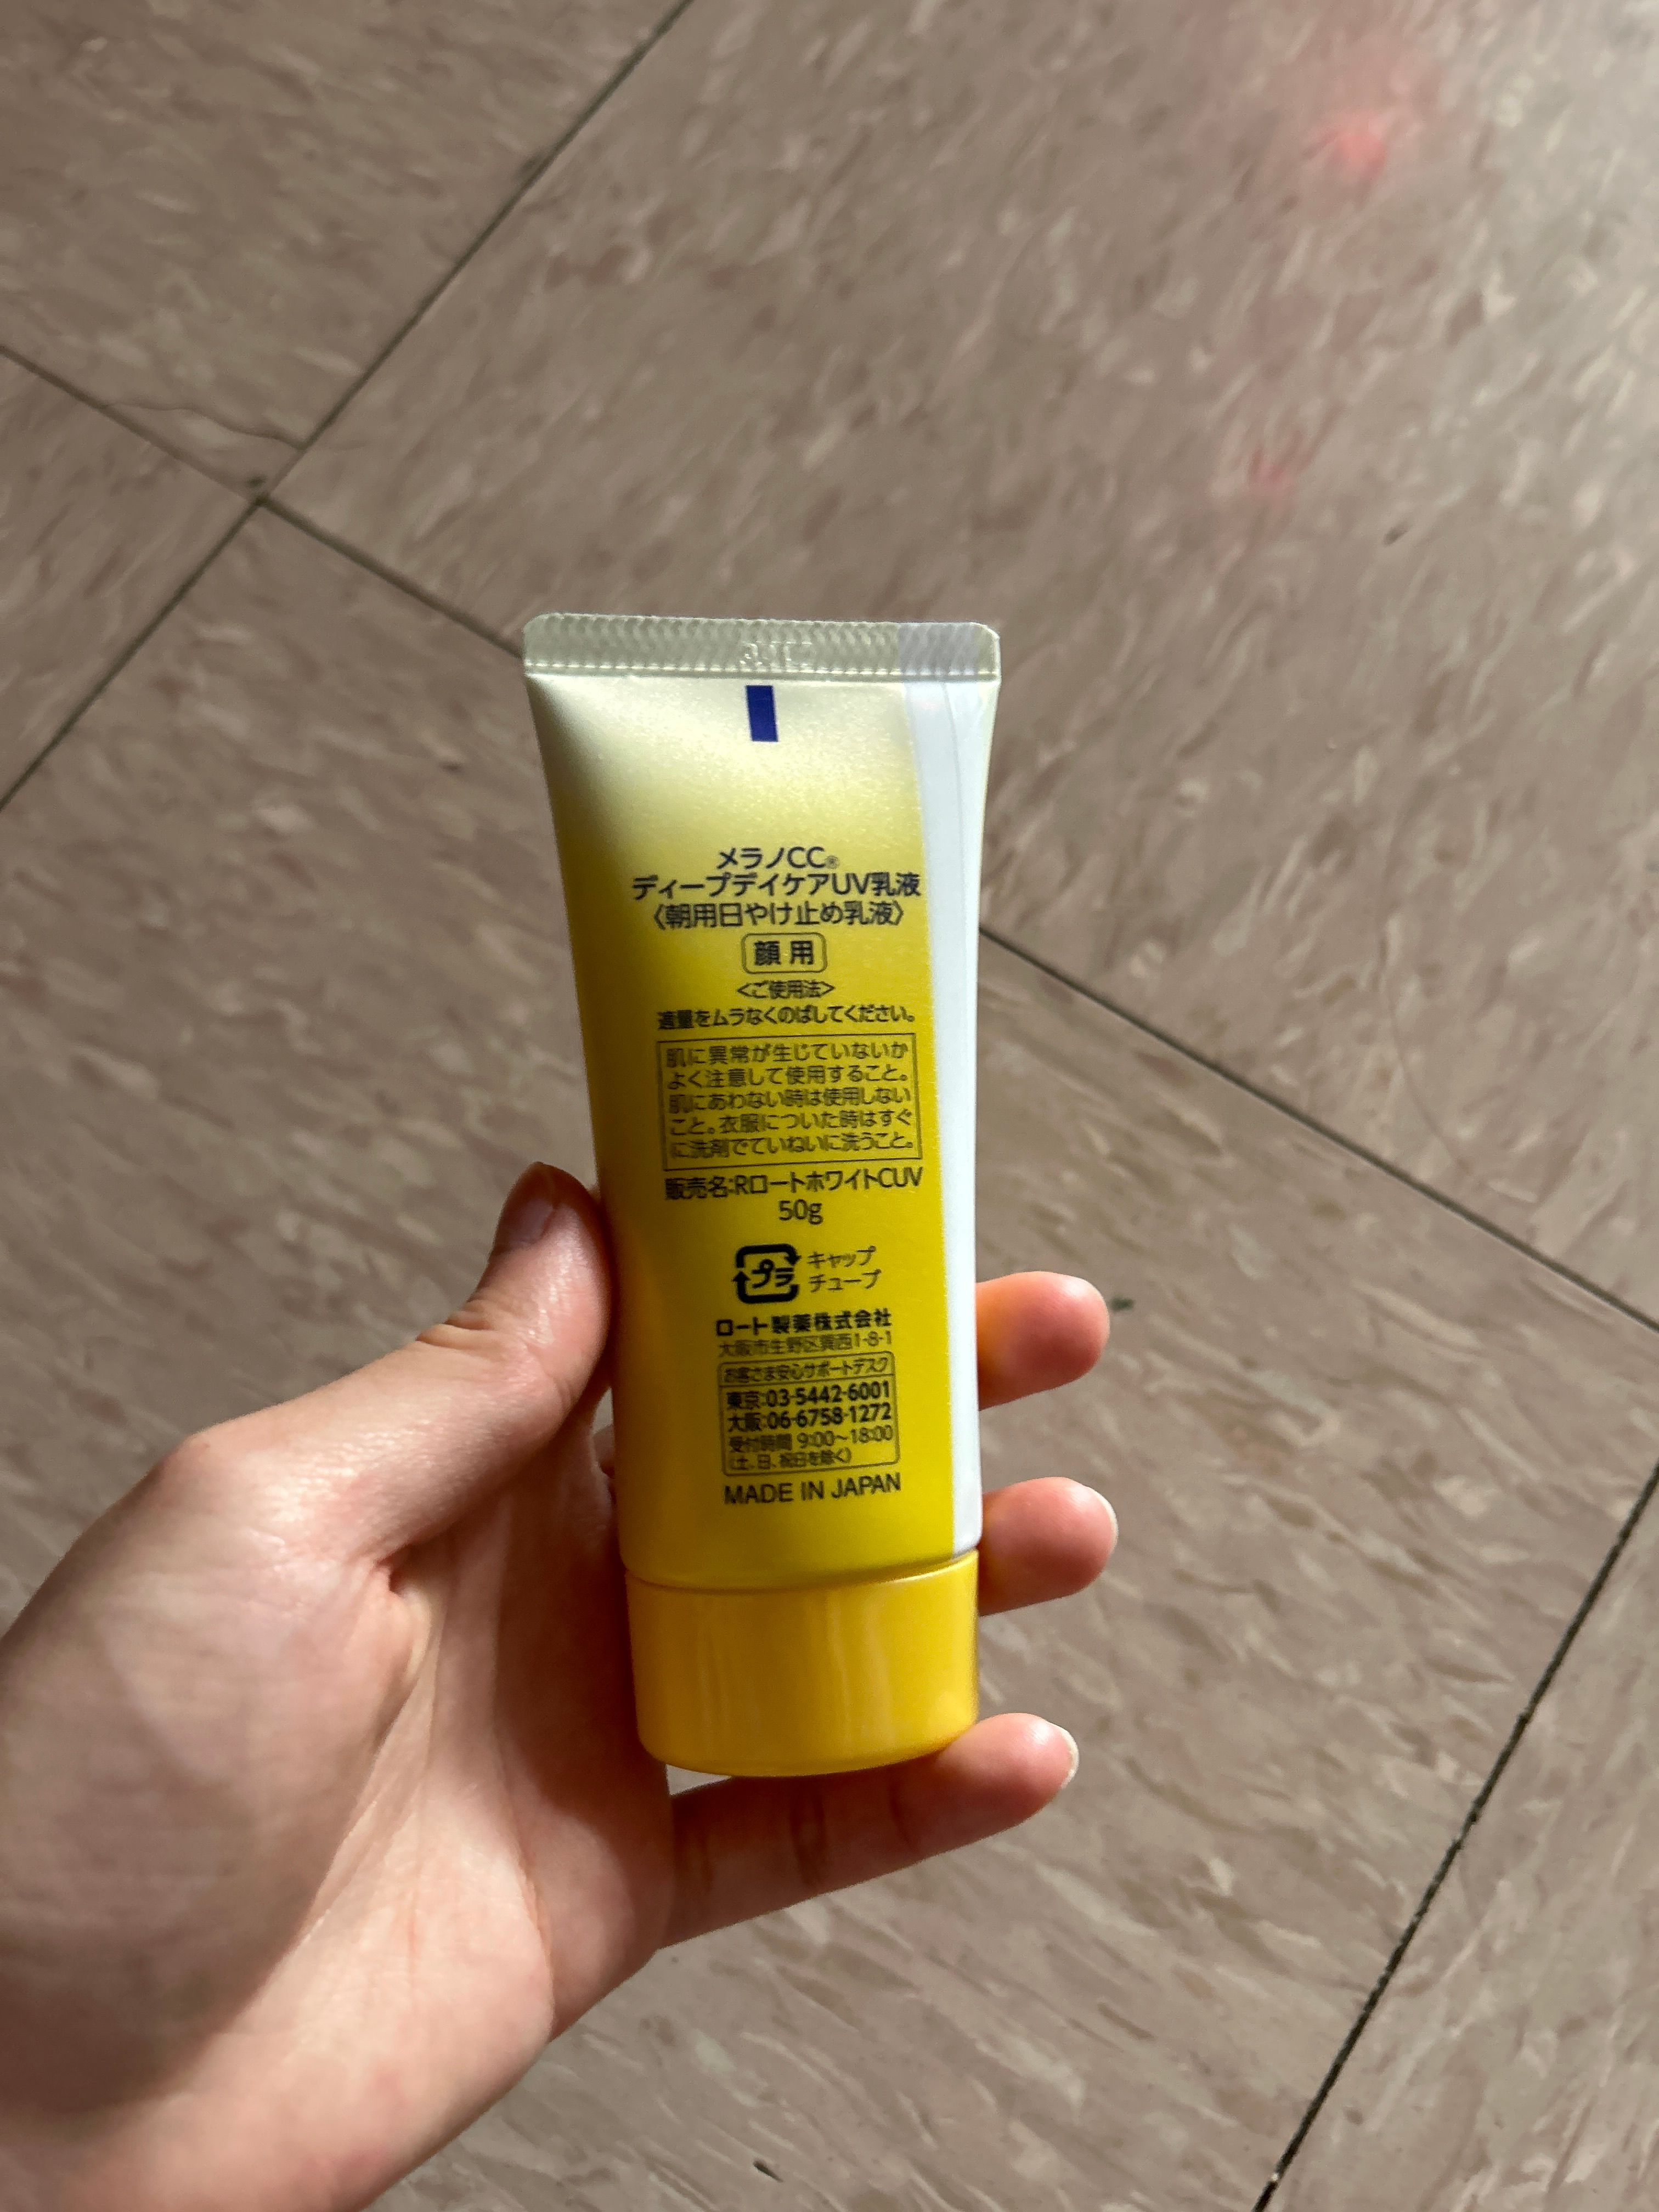 メラノCC®
ディープデイケアUV乳液
〈朝用日やけ止め乳液〉
顔用
<ご使用法>
適量をムラなくのばしてください。
肌に異常が生じていないか
よく注意して使用すること。
肌にあわない時は使用しない
こと。衣服についた時はすぐ
に洗剤でていねいに洗うこと。
販売名:RロートホワイトCUV
50g
プラ キャップ
チューブ
ロート製薬株式会社
大阪市生野区巽西1-8-1
お客さま安心サポートデスク
東京:03-5442-6001
大阪:06-6758-1272
受付時間 9:00~18:00
(土、日、祝日を除く)
MADE IN JAPAN